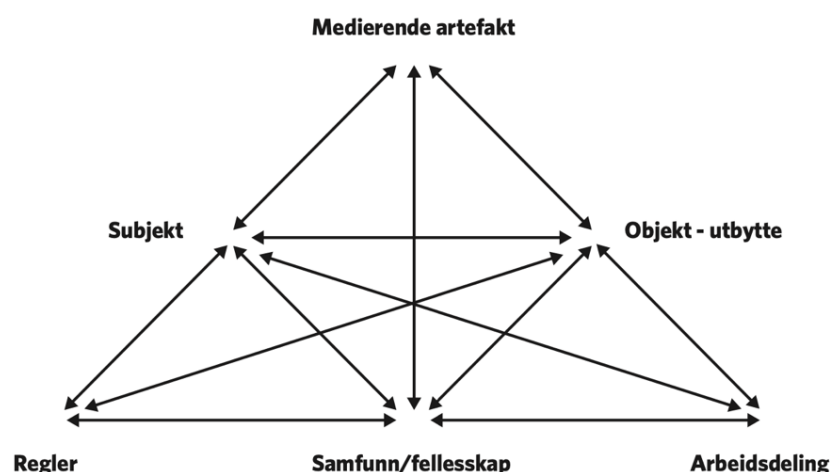 Medierende artefakt
Subjekt
Objekt - utbytte
Regler
Samfunn/fellesskap
Arbeidsdeling